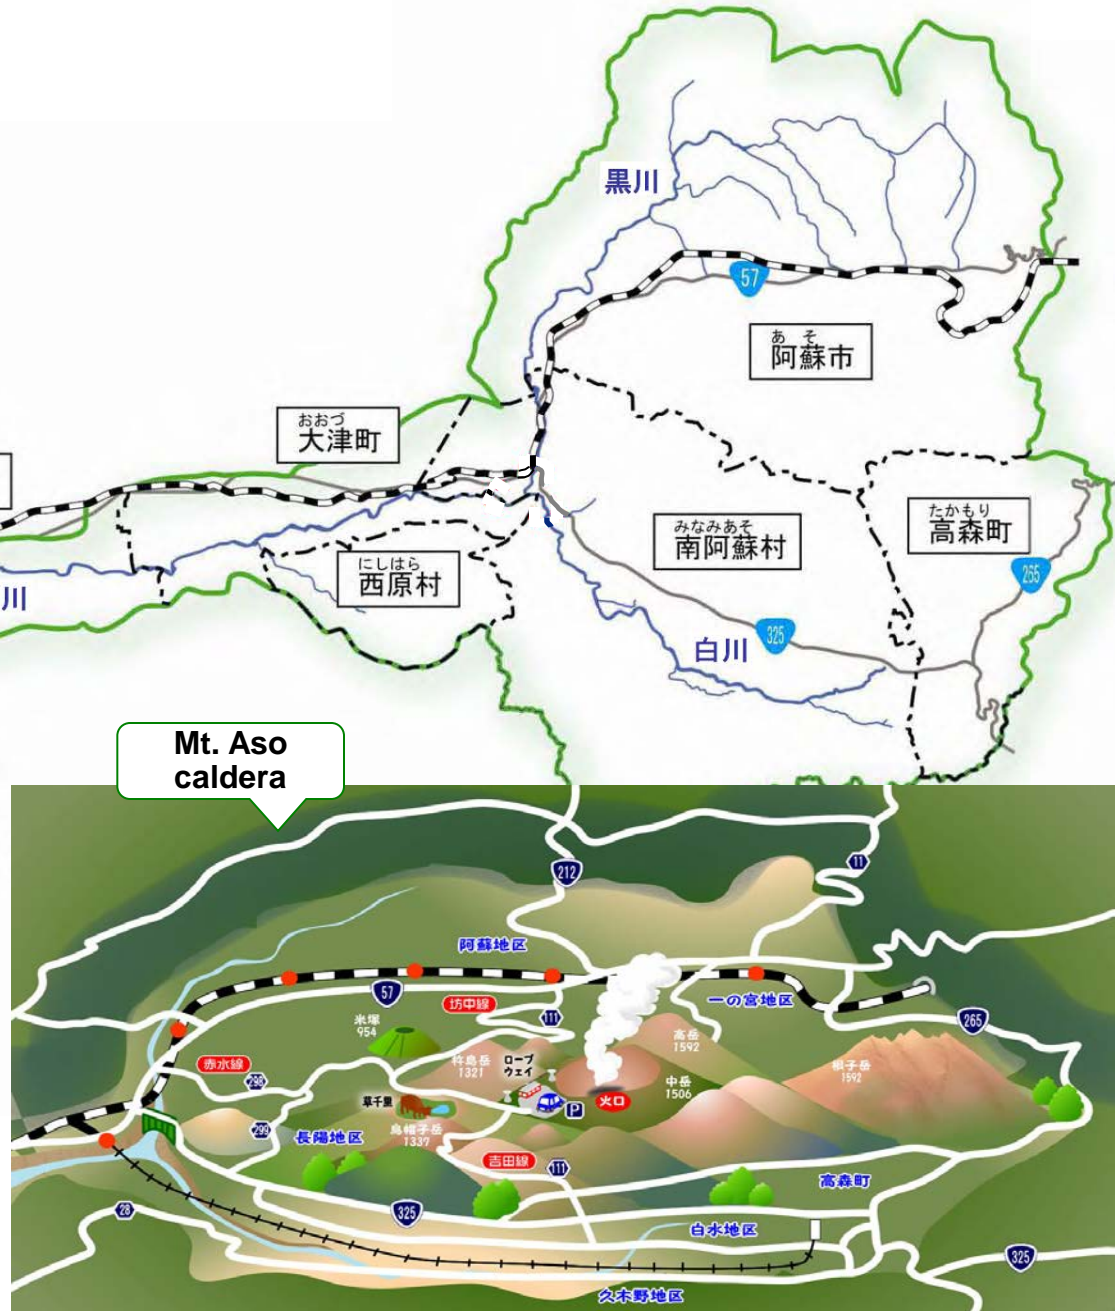 黒川
57
あ そ
阿蘇市
おおづ
大津町
みなみあそ
南阿蘇村
たかもり
高森町
にしはら
西原村
265
325
川
白川
Mt. Aso
caldera
212
11
阿蘇地区
57
坊中線
111
一の宮地区
265
米塚
954
高岳
1592
杵島岳
1321
ロープ
ウェイ
根子岳
1592
赤水線
298
中岳
1506
草千里
P
火口
299
長陽地区
烏帽子岳
1337
吉田線
111
高森町
28
325
白水地区
325
久木野地区